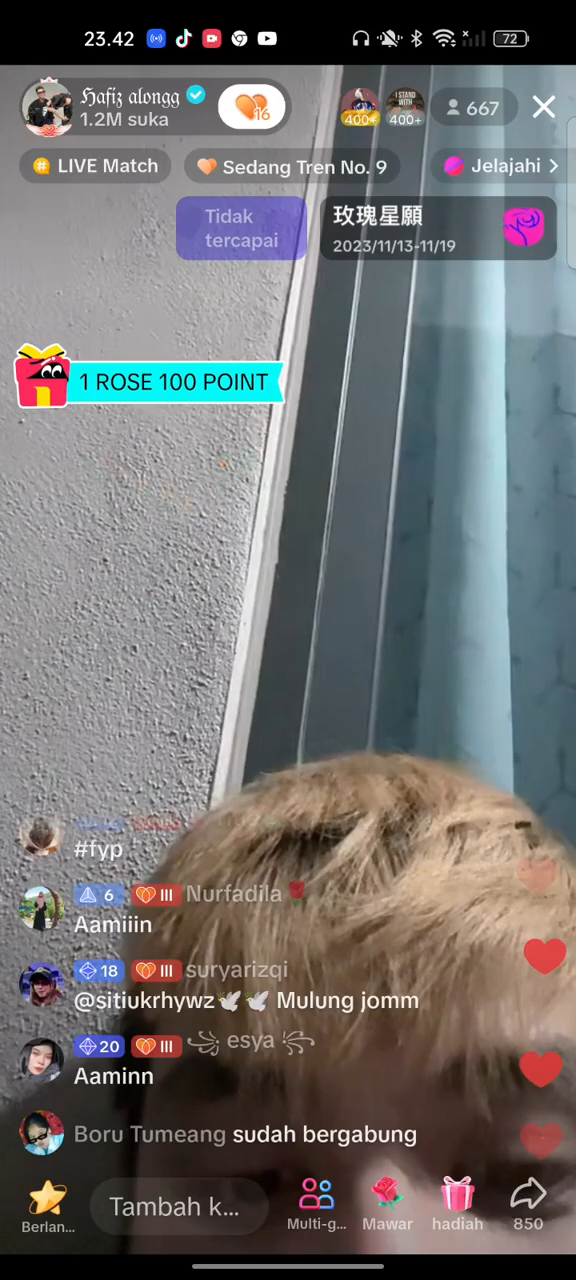 23.42
72
ℌafiz alongg
1.2M suka
16
I STAND WITH
400+
400+
667
LIVE Match
Sedang Tren No. 9
Jelajahi
Tidak
tercapai
玫瑰星願
2023/11/13-11/19
1 ROSE 100 POINT
#fyp
6 III Nurfadila🌹
Aamiiin
18 III suryarizqi
@sitiukrhywz🕊️🕊️ Mulung jomm
20 III ꧁ esya ꧂
Aaminn
Boru Tumeang sudah bergabung
Berlan...
Tambah k...
Multi-g...
Mawar
hadiah
850